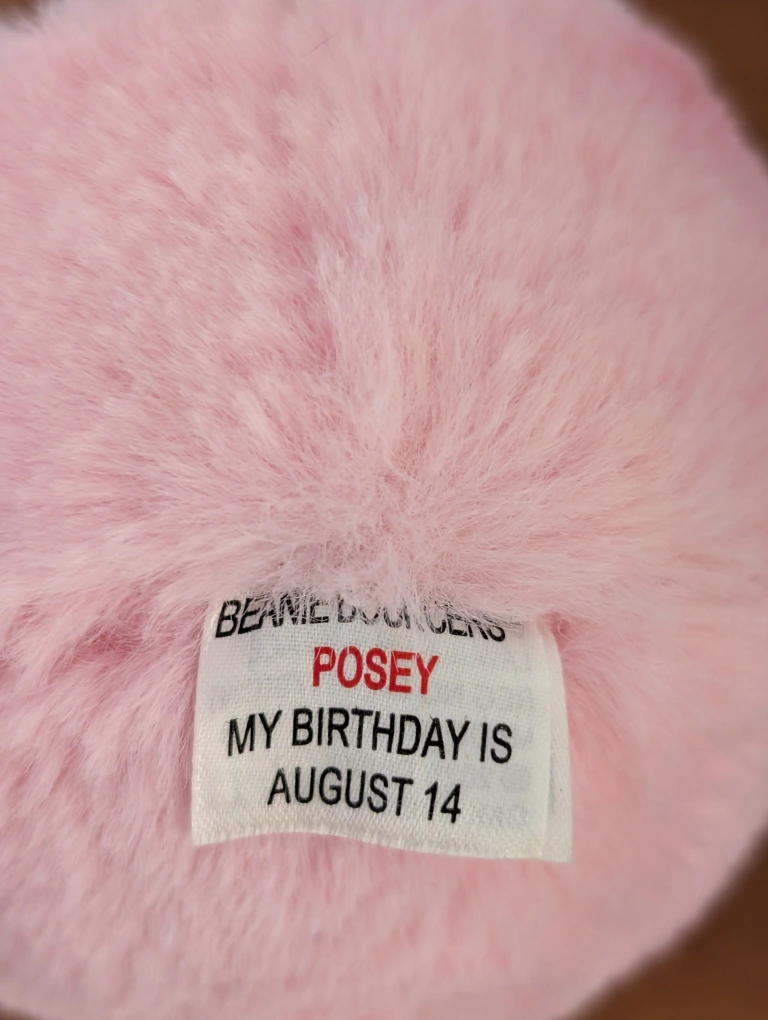 BEANIE BOUNCERS
POSEY
MY BIRTHDAY IS
AUGUST 14